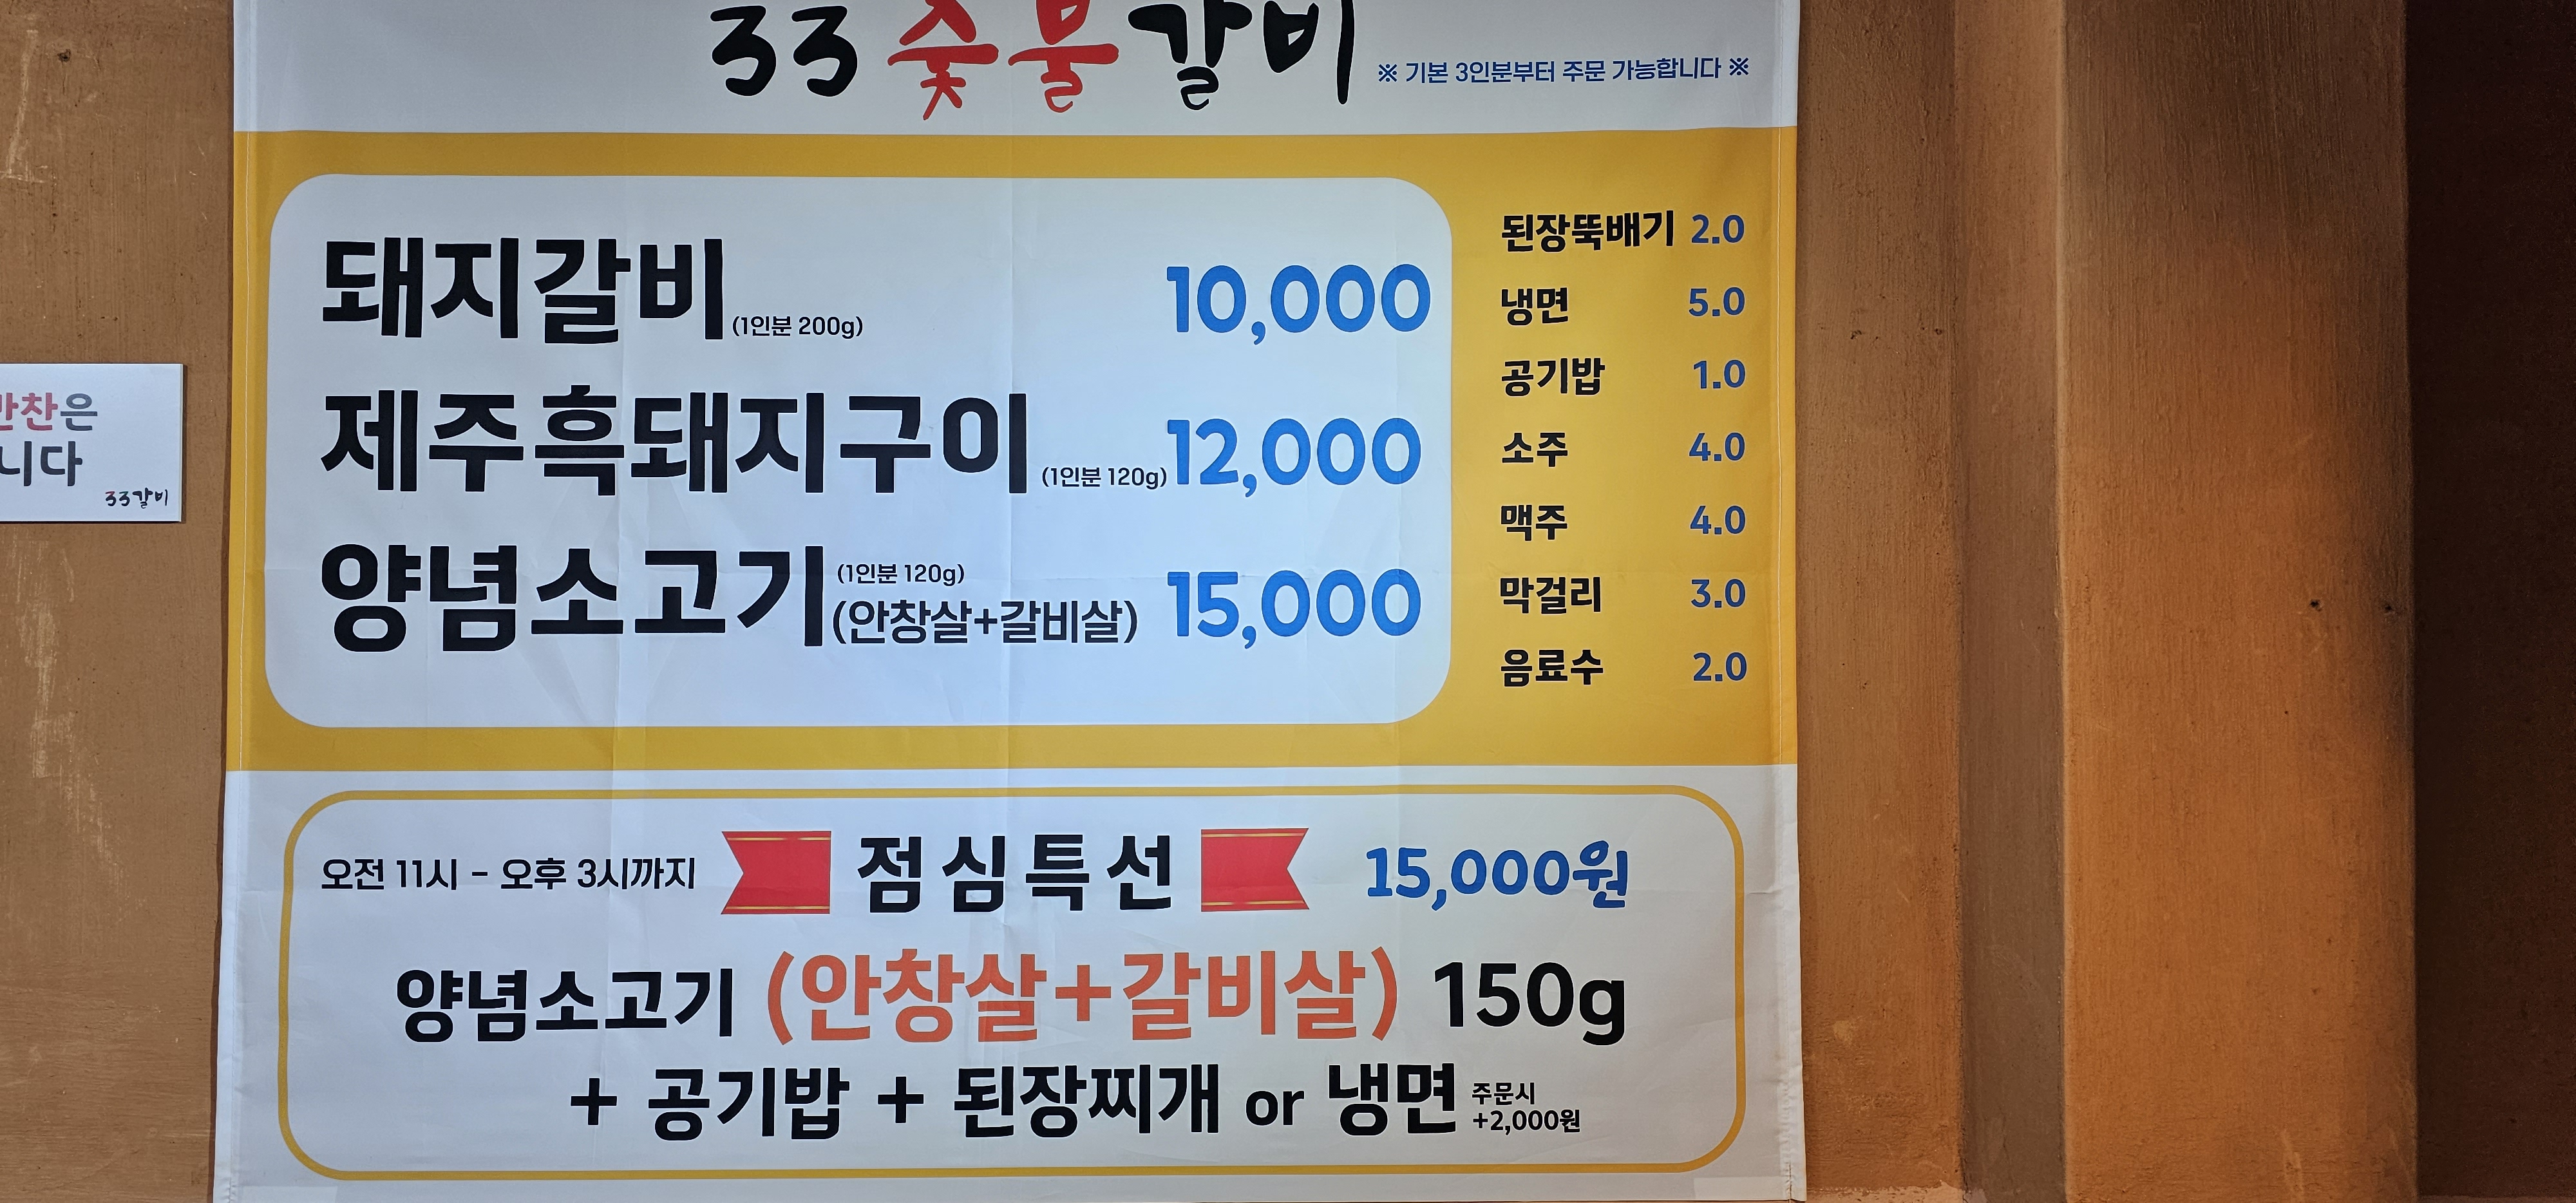 33 숯불갈비
※ 기본 3인분부터 주문 가능합니다 ※
돼지갈비 (1인분 200g) 10,000
제주흑돼지구이 (1인분 120g) 12,000
양념소고기 (1인분 120g) (안창살+갈비살) 15,000
된장뚝배기 2.0
냉면 5.0
공기밥 1.0
소주 4.0
맥주 4.0
막걸리 3.0
음료수 2.0
오전 11시 - 오후 3시까지 점심특선 15,000원
양념소고기 (안창살+갈비살) 150g
+ 공기밥 + 된장찌개 or 냉면 주문시 +2,000원
반찬은
니다
33갈비